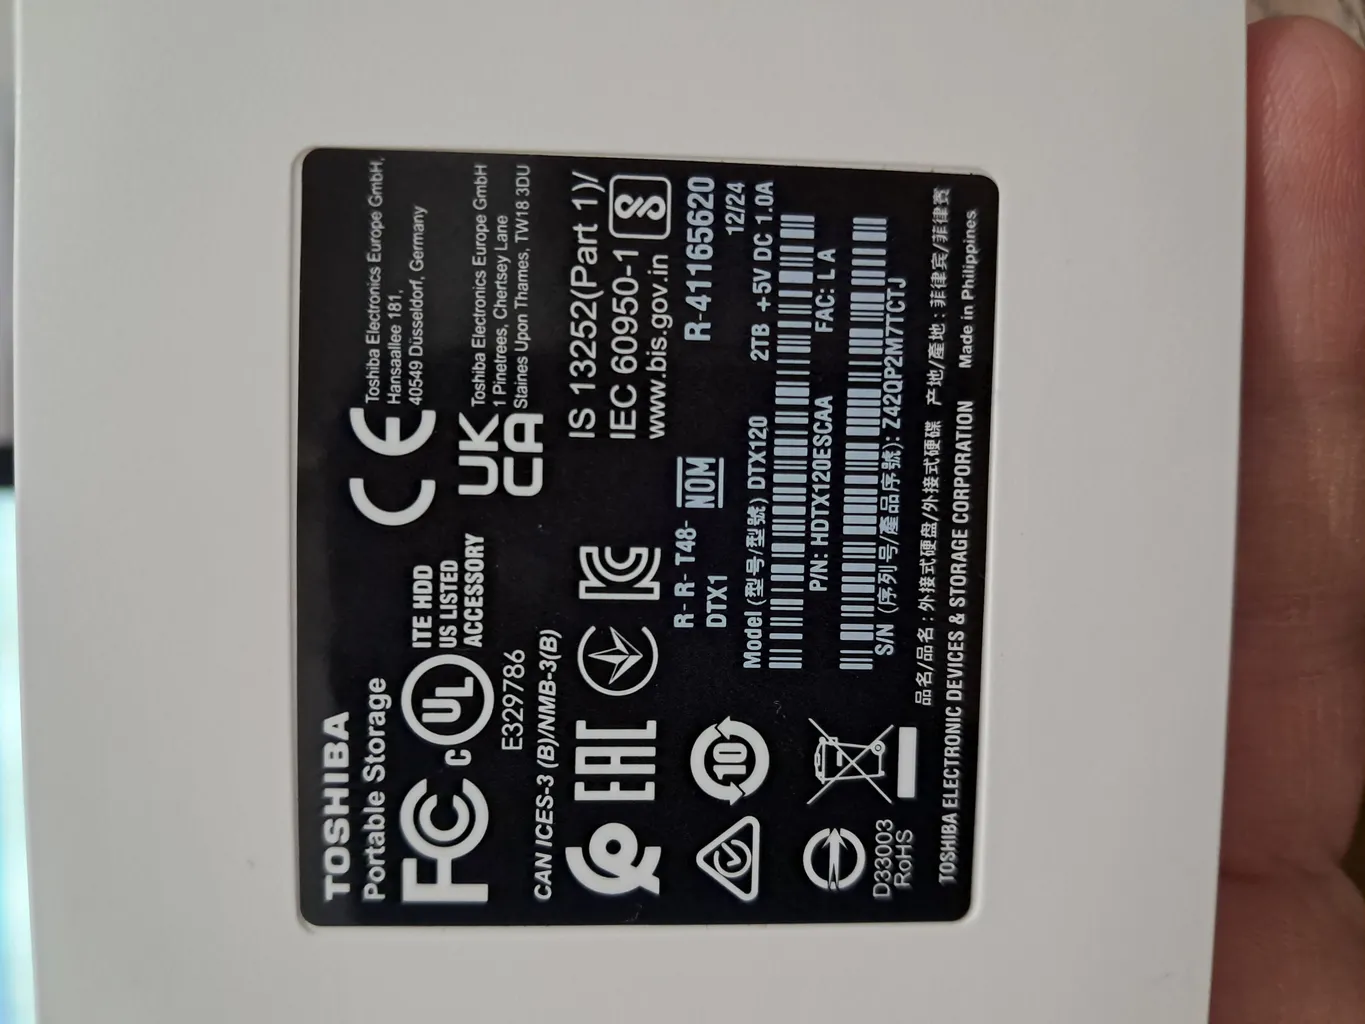 TOSHIBA
Portable Storage
FC
c UL ITE HDD
US LISTED
ACCESSORY
E329786
CAN ICES-3 (B)/NMB-3(B)
CE
Toshiba Electronics Europe GmbH,
Hansaallee 181,
40549 Düsseldorf, Germany
UK
CA
Toshiba Electronics Europe GmbH
1 Pinetrees, Chertsey Lane
Staines Upon Thames, TW18 3DU
EAC
IS 13252(Part 1)/
IEC 60950-1
www.bis.gov.in
R-R-T48-
DTX1
NOM
R-41165620
12/24
10
Model (型号/型號) DTX120
2TB +5V DC 1.0A
P/N: HDTX120ESCAA
FAC: L A
S/N (序列号/產品序號): Z42QP2M7TCTJ
D33003
RoHS
品名/品名: 外接式硬盘/外接式硬碟 产地/產地: 菲律宾/菲律賓
TOSHIBA ELECTRONIC DEVICES & STORAGE CORPORATION
Made in Philippines